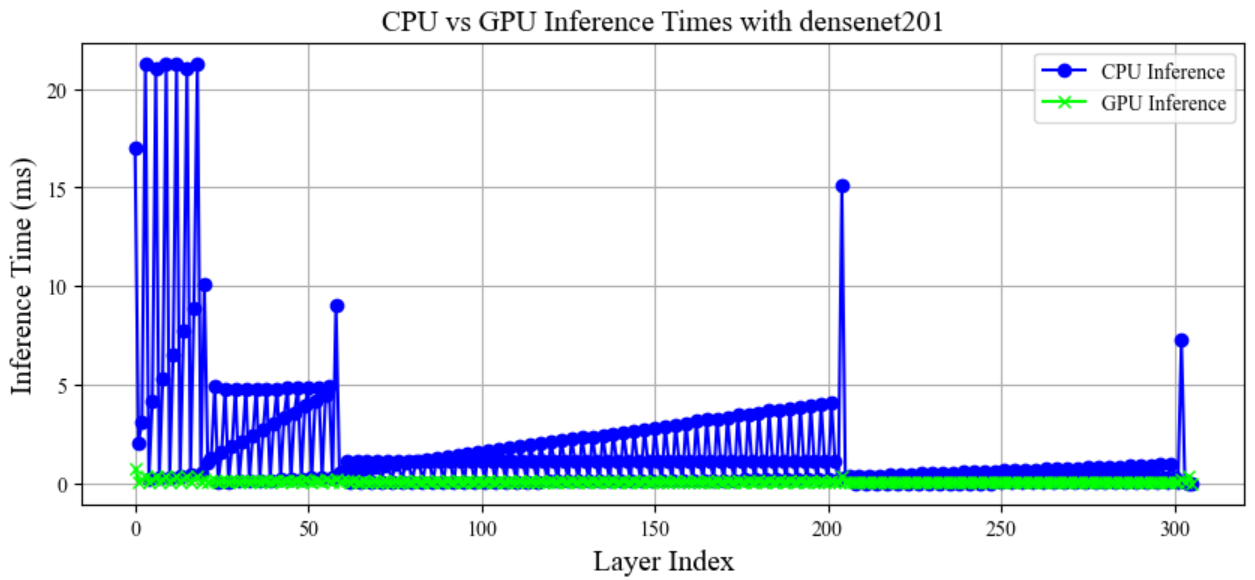 CPU vs GPU Inference Times with densenet201
CPU Inference
GPU Inference
Inference Time (ms)
20
15
10
5
0
0 50 100 150 200 250 300
Layer Index